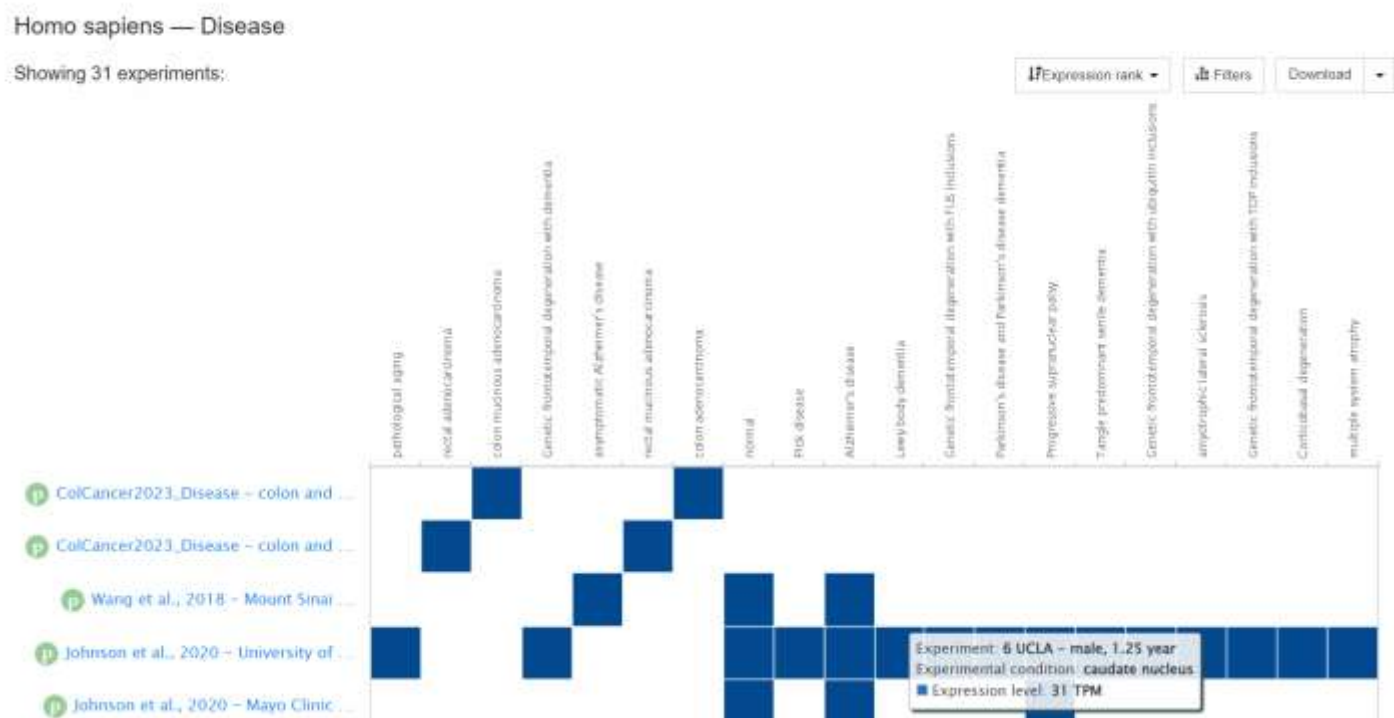 Homo sapiens — Disease
Showing 31 experiments:
Expression rank
Filters
Download
pathological aging
rectal adenocarcinoma
colon mucinous adenocarcinoma
Genetic frontotemporal degeneration with dementia
asymptomatic Alzheimer's disease
rectal mucinous adenocarcinoma
colon adenocarcinoma
normal
Pick disease
Alzheimer's disease
Lewy body dementia
Genetic frontotemporal degeneration with FUS inclusions
Parkinson's disease and Parkinson's disease dementia
Progressive supranuclear palsy
Tangle predominant senile dementia
Genetic frontotemporal degeneration with ubiquitin inclusions
amyotrophic lateral sclerosis
Genetic frontotemporal degeneration with TDP inclusions
Corticobasal degeneration
multiple system atrophy
p ColCancer2023_Disease – colon and ...
p ColCancer2023_Disease – colon and ...
p Wang et al., 2018 – Mount Sinai ...
p Johnson et al., 2020 – University of ...
p Johnson et al., 2020 – Mayo Clinic ...
Experiment: 6 UCLA – male, 1.25 year
Experimental condition: caudate nucleus
Expression level: 31 TPM